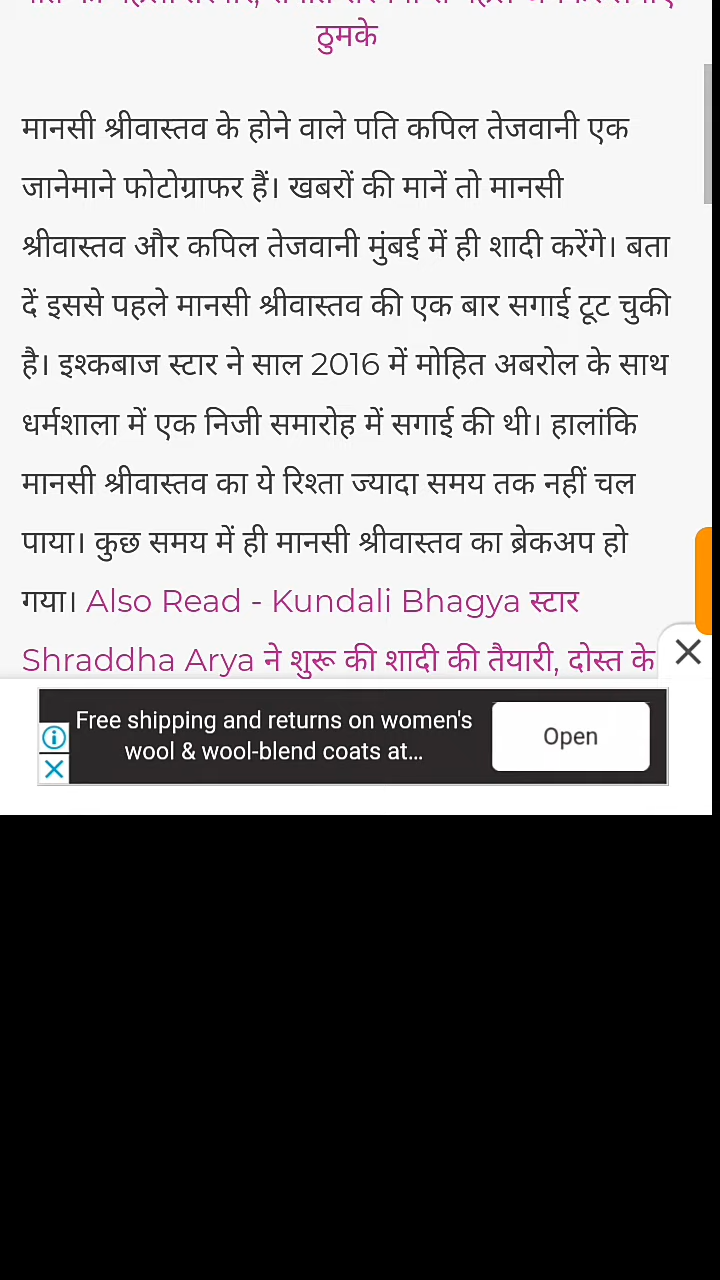 ठुमके
मानसी श्रीवास्तव के होने वाले पति कपिल तेजवानी एक
जानेमाने फोटोग्राफर हैं। खबरों की मानें तो मानसी
श्रीवास्तव और कपिल तेजवानी मुंबई में ही शादी करेंगे। बता
दें इससे पहले मानसी श्रीवास्तव की एक बार सगाई टूट चुकी
है। इश्कबाज स्टार ने साल 2016 में मोहित अबरोल के साथ
धर्मशाला में एक निजी समारोह में सगाई की थी। हालांकि
मानसी श्रीवास्तव का ये रिश्ता ज्यादा समय तक नहीं चल
पाया। कुछ समय में ही मानसी श्रीवास्तव का ब्रेकअप हो
गया। Also Read - Kundali Bhagya स्टार
Shraddha Arya ने शुरू की शादी की तैयारी, दोस्त के
Free shipping and returns on women's
wool & wool-blend coats at...
Open